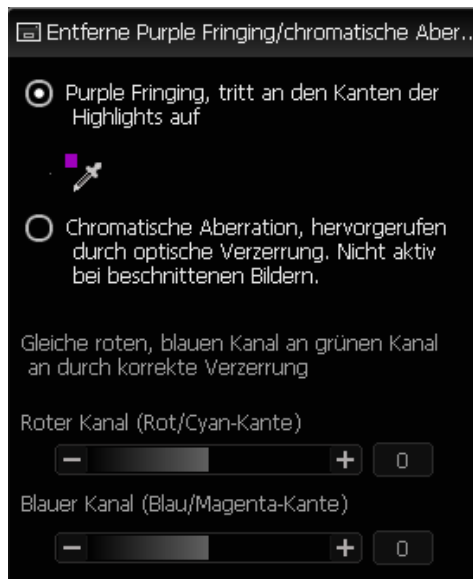 Entferne Purple Fringing/chromatische Aber..
Purple Fringing, tritt an den Kanten der
Highlights auf
Chromatische Aberration, hervorgerufen
durch optische Verzerrung. Nicht aktiv
bei beschnittenen Bildern.
Gleiche roten, blauen Kanal an grünen Kanal
an durch korrekte Verzerrung
Roter Kanal (Rot/Cyan-Kante)
0
Blauer Kanal (Blau/Magenta-Kante)
0